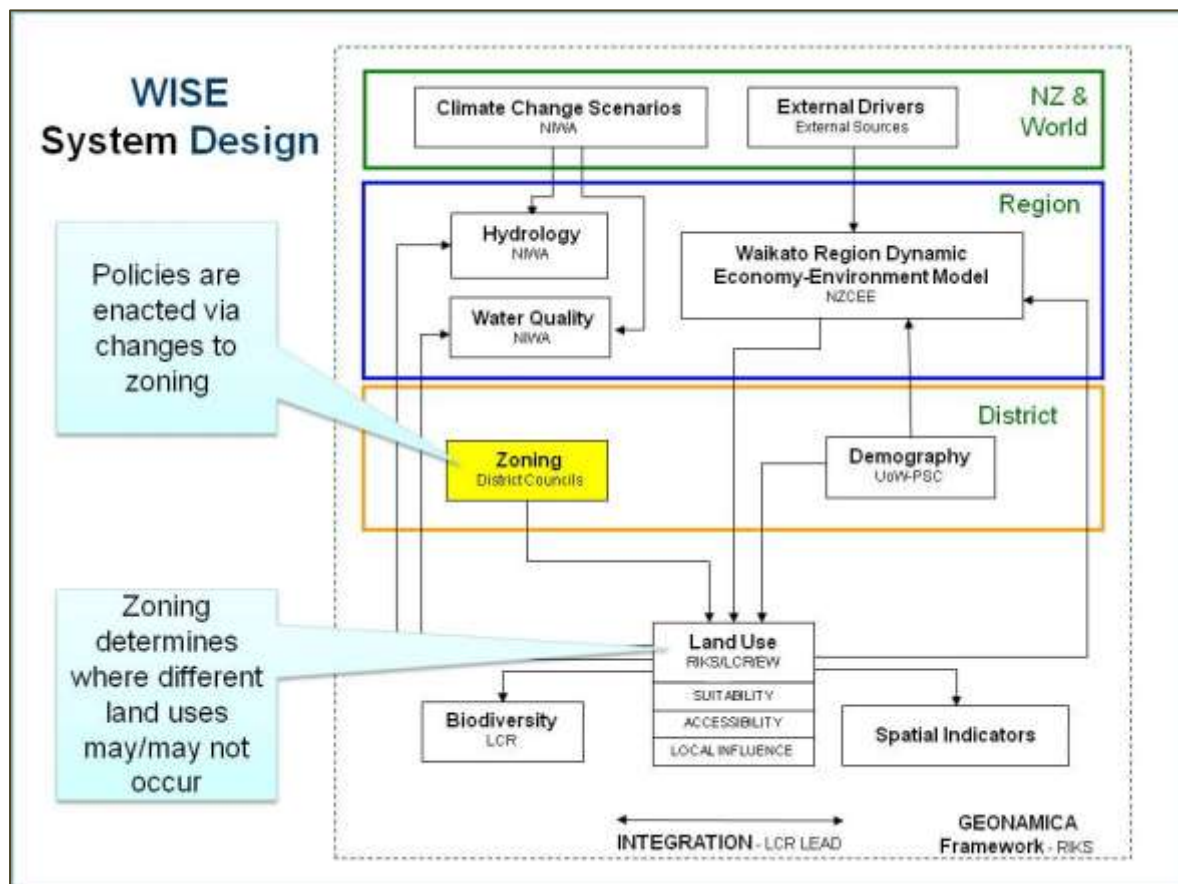 WISE
System Design
Climate Change Scenarios
NIWA
External Drivers
External Sources
NZ &
World
Region
Hydrology
NIWA
Waikato Region Dynamic
Economy-Environment Model
NZCEE
Water Quality
NIWA
Policies are
enacted via
changes to
zoning
District
Zoning
District Councils
Demography
UoW-PSC
Zoning
determines
where different
land uses
may/may not
occur
Land Use
RIKS/LCR/EW
SUITABILITY
ACCESSIBILITY
LOCAL INFLUENCE
Biodiversity
LCR
Spatial Indicators
INTEGRATION - LCR LEAD
GEONAMICA
Framework - RIKS